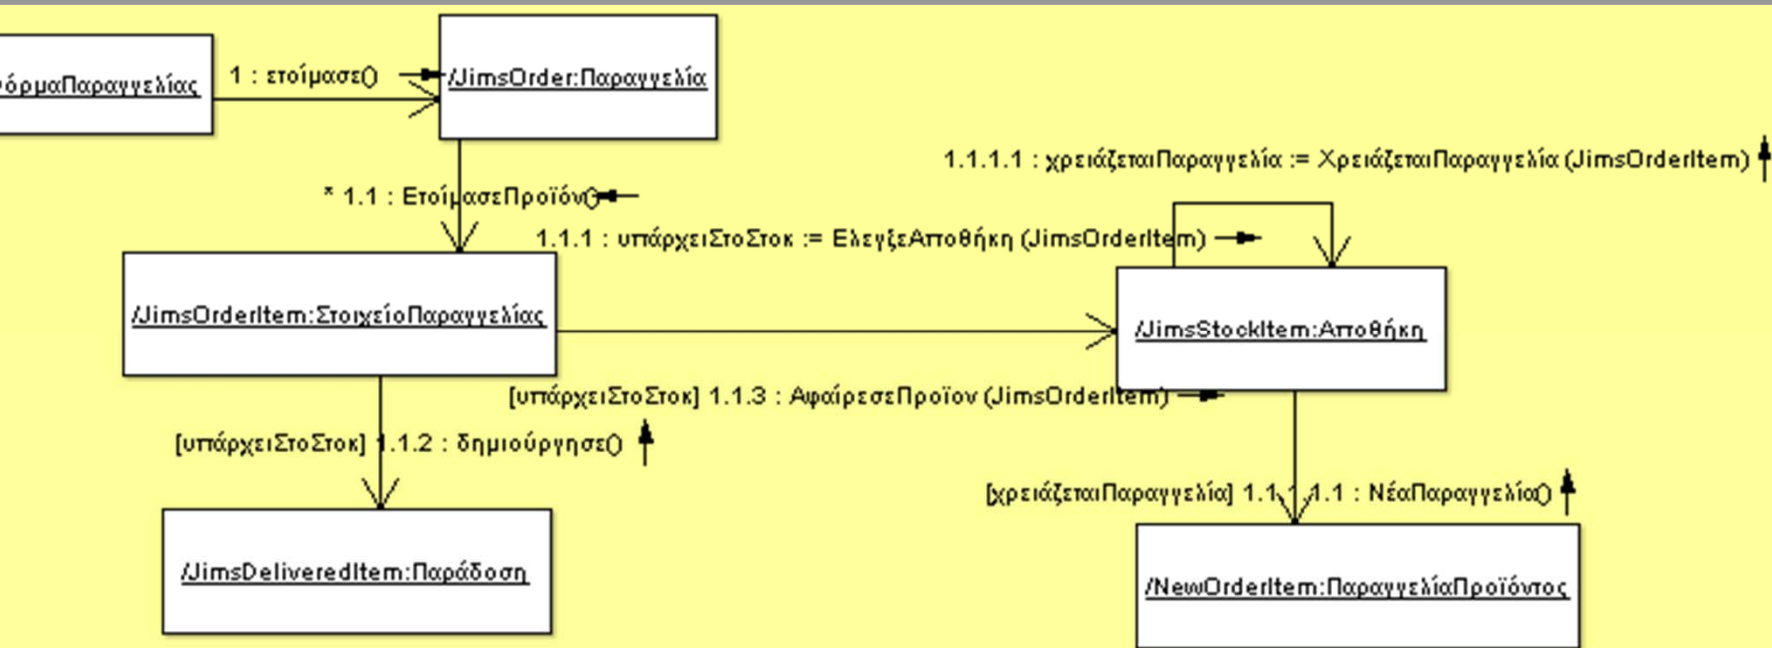 όρμαΠαραγγελίας
1 : ετοίμασε()
/JimsOrder:Παραγγελία
1.1.1.1 : χρειάζεταιΠαραγγελία := ΧρειάζεταιΠαραγγελία (JimsOrderItem)
* 1.1 : ΕτοίμασεΠροϊόν()
1.1.1 : υπάρχειΣτοΣτοκ := ΕλεγξεΑποθήκη (JimsOrderItem)
/JimsOrderItem:ΣτοιχείοΠαραγγελίας
/JimsStockItem:Αποθήκη
[υπάρχειΣτοΣτοκ] 1.1.3 : ΑφαίρεσεΠροϊον (JimsOrderItem)
[υπάρχειΣτοΣτοκ] 1.1.2 : δημιούργησε()
[χρειάζεταιΠαραγγελία] 1.1.1.1.1 : ΝέαΠαραγγελία()
/JimsDeliveredItem:Παράδοση
/NewOrderItem:ΠαραγγελίαΠροϊόντος